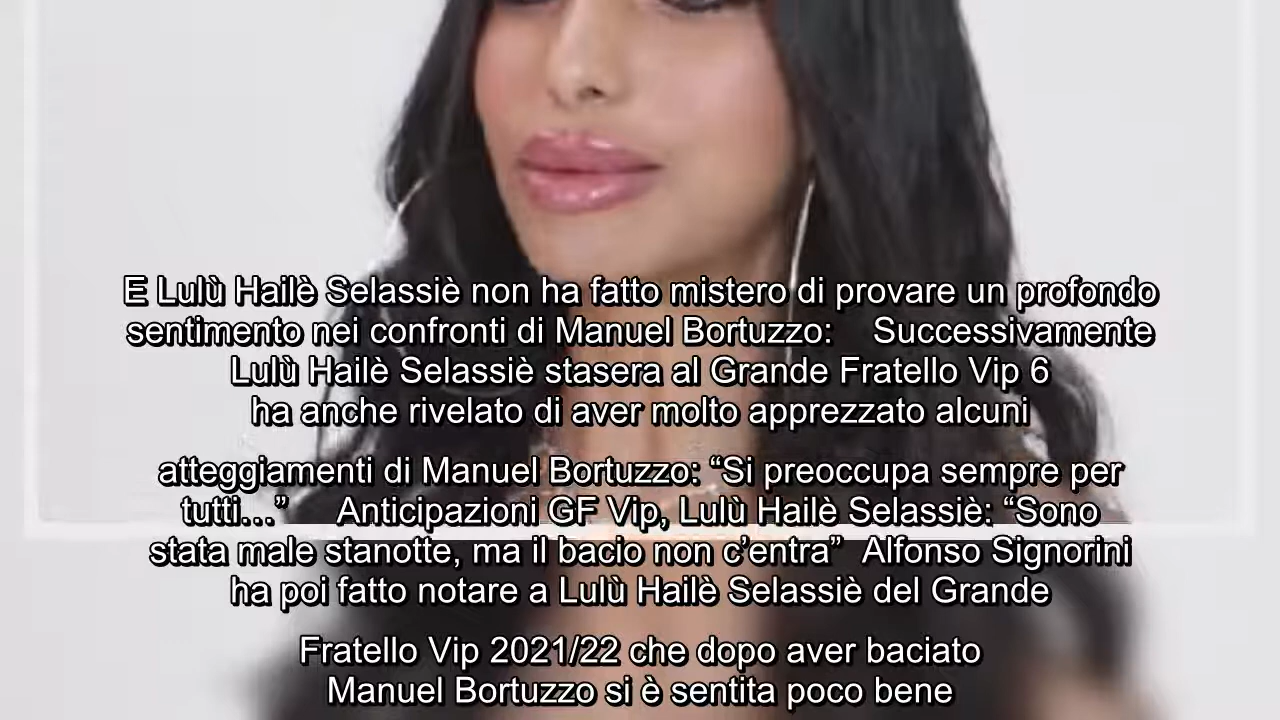 E Lulù Hailè Selassiè non ha fatto mistero di provare un profondo
sentimento nei confronti di Manuel Bortuzzo: Successivamente
Lulù Hailè Selassiè stasera al Grande Fratello Vip 6
ha anche rivelato di aver molto apprezzato alcuni
atteggiamenti di Manuel Bortuzzo: “Si preoccupa sempre per
tutti…” Anticipazioni GF Vip, Lulù Hailè Selassiè: “Sono
stata male stanotte, ma il bacio non c’entra” Alfonso Signorini
ha poi fatto notare a Lulù Hailè Selassiè del Grande
Fratello Vip 2021/22 che dopo aver baciato
Manuel Bortuzzo si è sentita poco bene